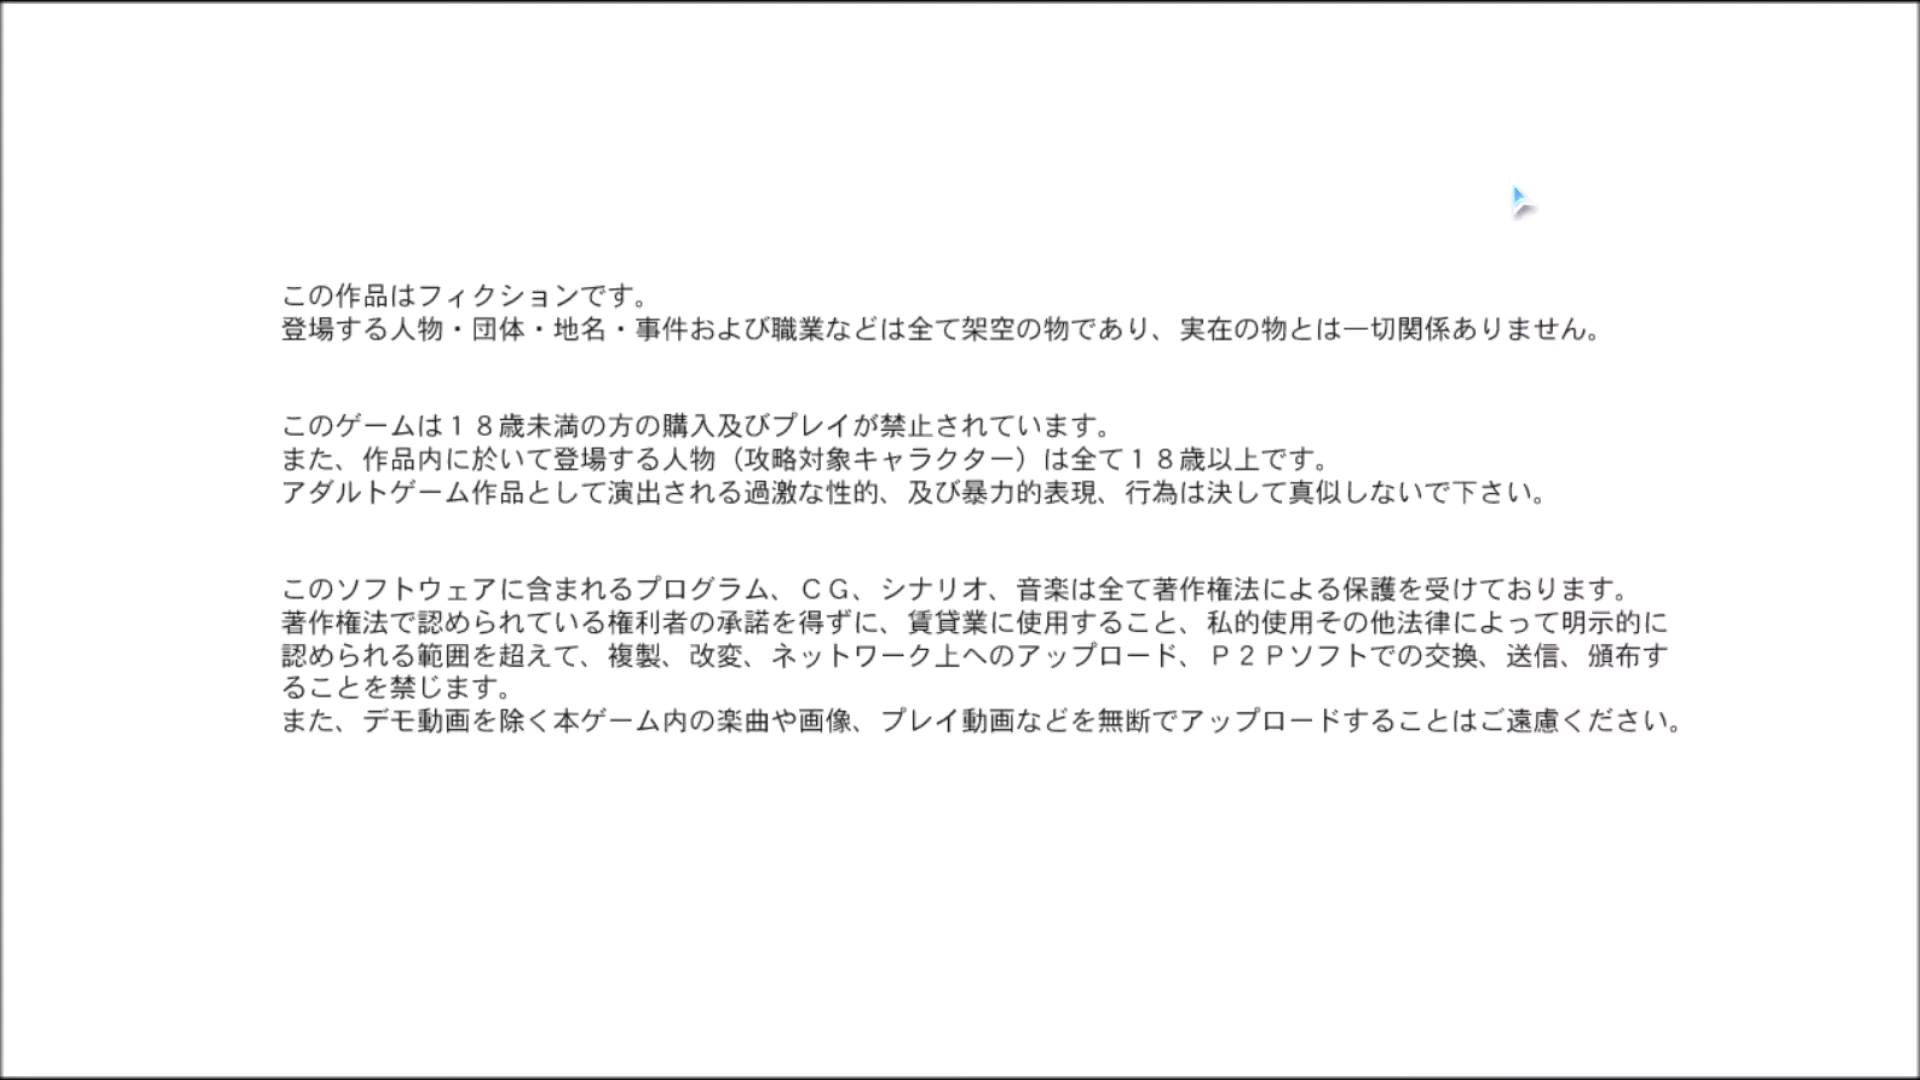 この作品はフィクションです。
登場する人物・団体・地名・事件および職業などは全て架空の物であり、実在の物とは一切関係ありません。
このゲームは１８歳未満の方の購入及びプレイが禁止されています。
また、作品内に於いて登場する人物（攻略対象キャラクター）は全て１８歳以上です。
アダルトゲーム作品として演出される過激な性的、及び暴力的表現、行為は決して真似しないで下さい。
このソフトウェアに含まれるプログラム、ＣＧ、シナリオ、音楽は全て著作権法による保護を受けております。
著作権法で認められている権利者の承諾を得ずに、賃貸業に使用すること、私的使用その他法律によって明示的に
認められる範囲を超えて、複製、改変、ネットワーク上へのアップロード、Ｐ２Ｐソフトでの交換、送信、頒布す
ることを禁じます。
また、デモ動画を除く本ゲーム内の楽曲や画像、プレイ動画などを無断でアップロードすることはご遠慮ください。